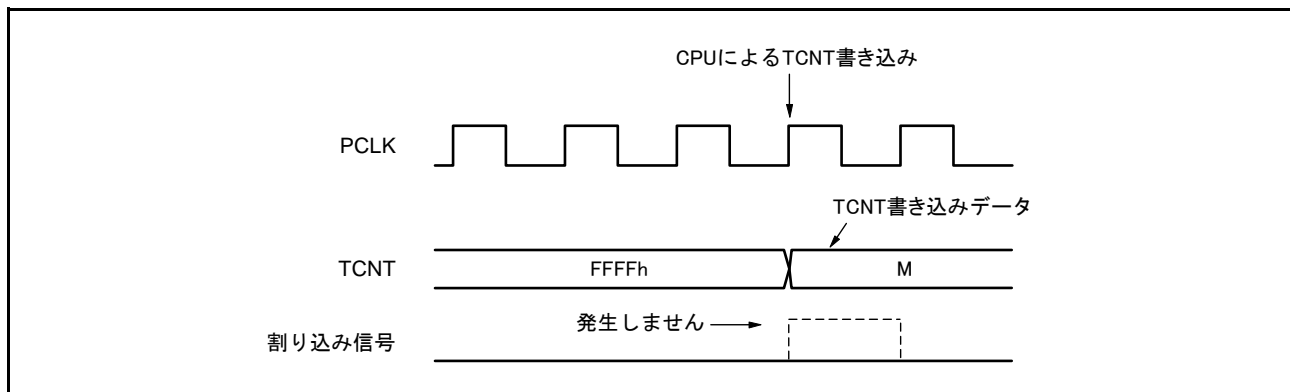 CPUによるTCNT書き込み
PCLK
TCNT書き込みデータ
TCNT
FFFFh
M
発生しません
割り込み信号